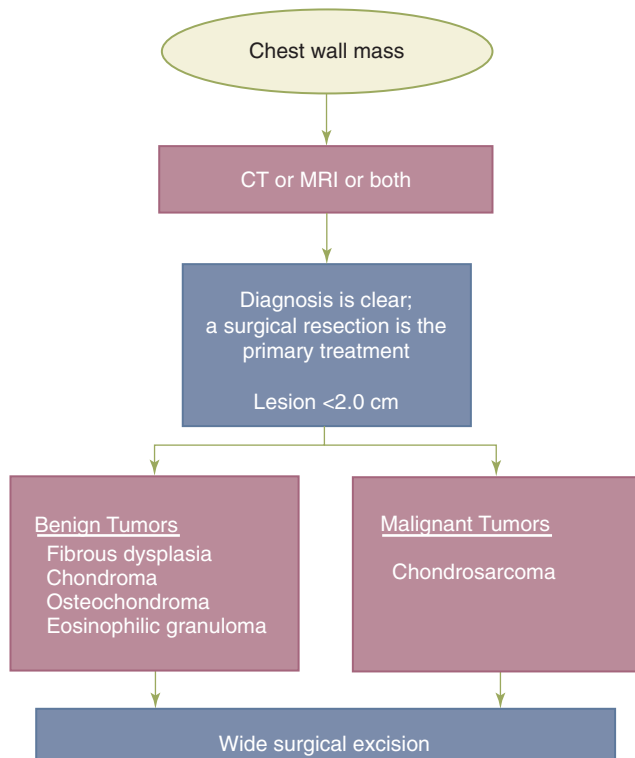 Chest wall mass
CT or MRI or both
Diagnosis is clear;
a surgical resection is the
primary treatment
Lesion <2.0 cm
Benign Tumors
Fibrous dysplasia
Chondroma
Osteochondroma
Eosinophilic granuloma
Malignant Tumors
Chondrosarcoma
Wide surgical excision